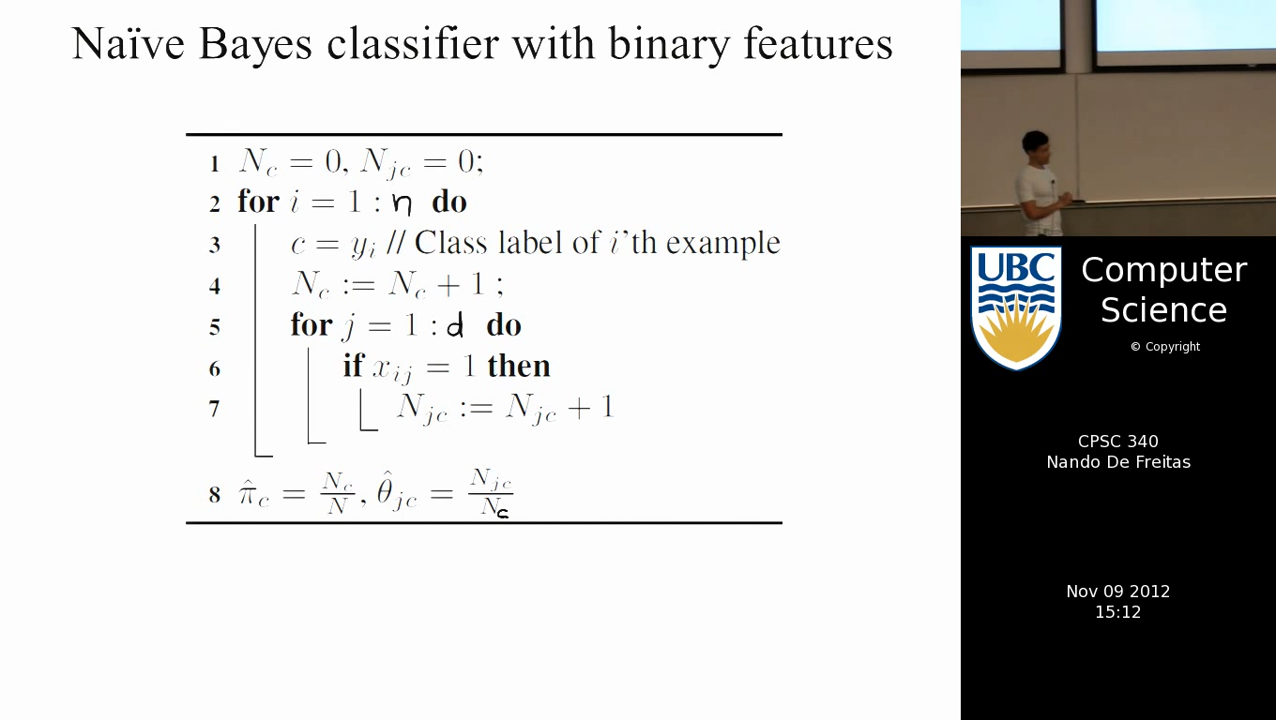 Naïve Bayes classifier with binary features
1 N_c = 0, N_jc = 0;
2 for i = 1 : n do
3 c = y_i // Class label of i'th example
4 N_c := N_c + 1 ;
5 for j = 1 : d do
6 if x_ij = 1 then
7 N_jc := N_jc + 1
8 π̂_c = N_c/N, θ̂_jc = N_jc/N_c
UBC
Computer
Science
© Copyright
CPSC 340
Nando De Freitas
Nov 09 2012
15:12